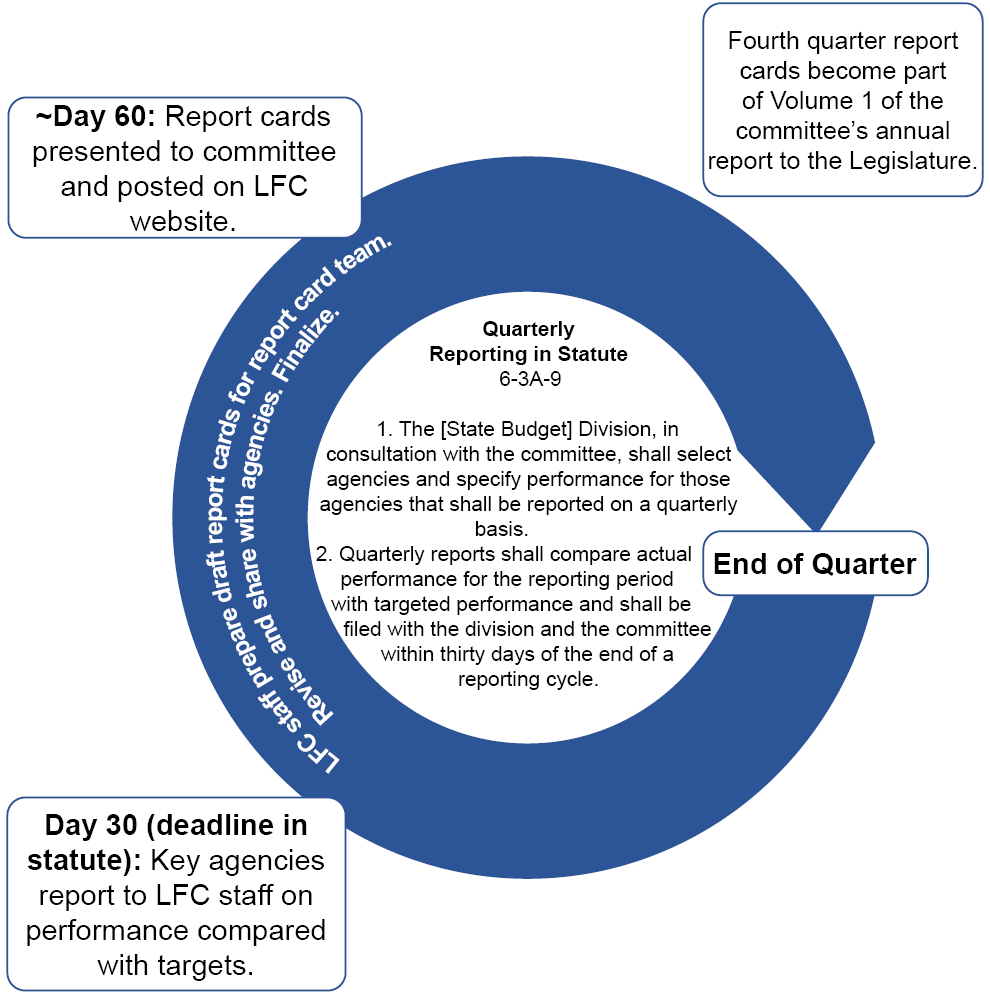 Fourth quarter report
cards become part
of Volume 1 of the
committee’s annual
report to the Legislature.
~Day 60: Report cards
presented to committee
and posted on LFC
website.
LFC staff prepare draft report cards for report card team.
Revise and share with agencies. Finalize.
Quarterly
Reporting in Statute
6-3A-9
1. The [State Budget] Division, in
consultation with the committee, shall select
agencies and specify performance for those
agencies that shall be reported on a quarterly
basis.
2. Quarterly reports shall compare actual
performance for the reporting period
with targeted performance and shall be
filed with the division and the committee
within thirty days of the end of a
reporting cycle.
End of Quarter
Day 30 (deadline in
statute): Key agencies
report to LFC staff on
performance compared
with targets.